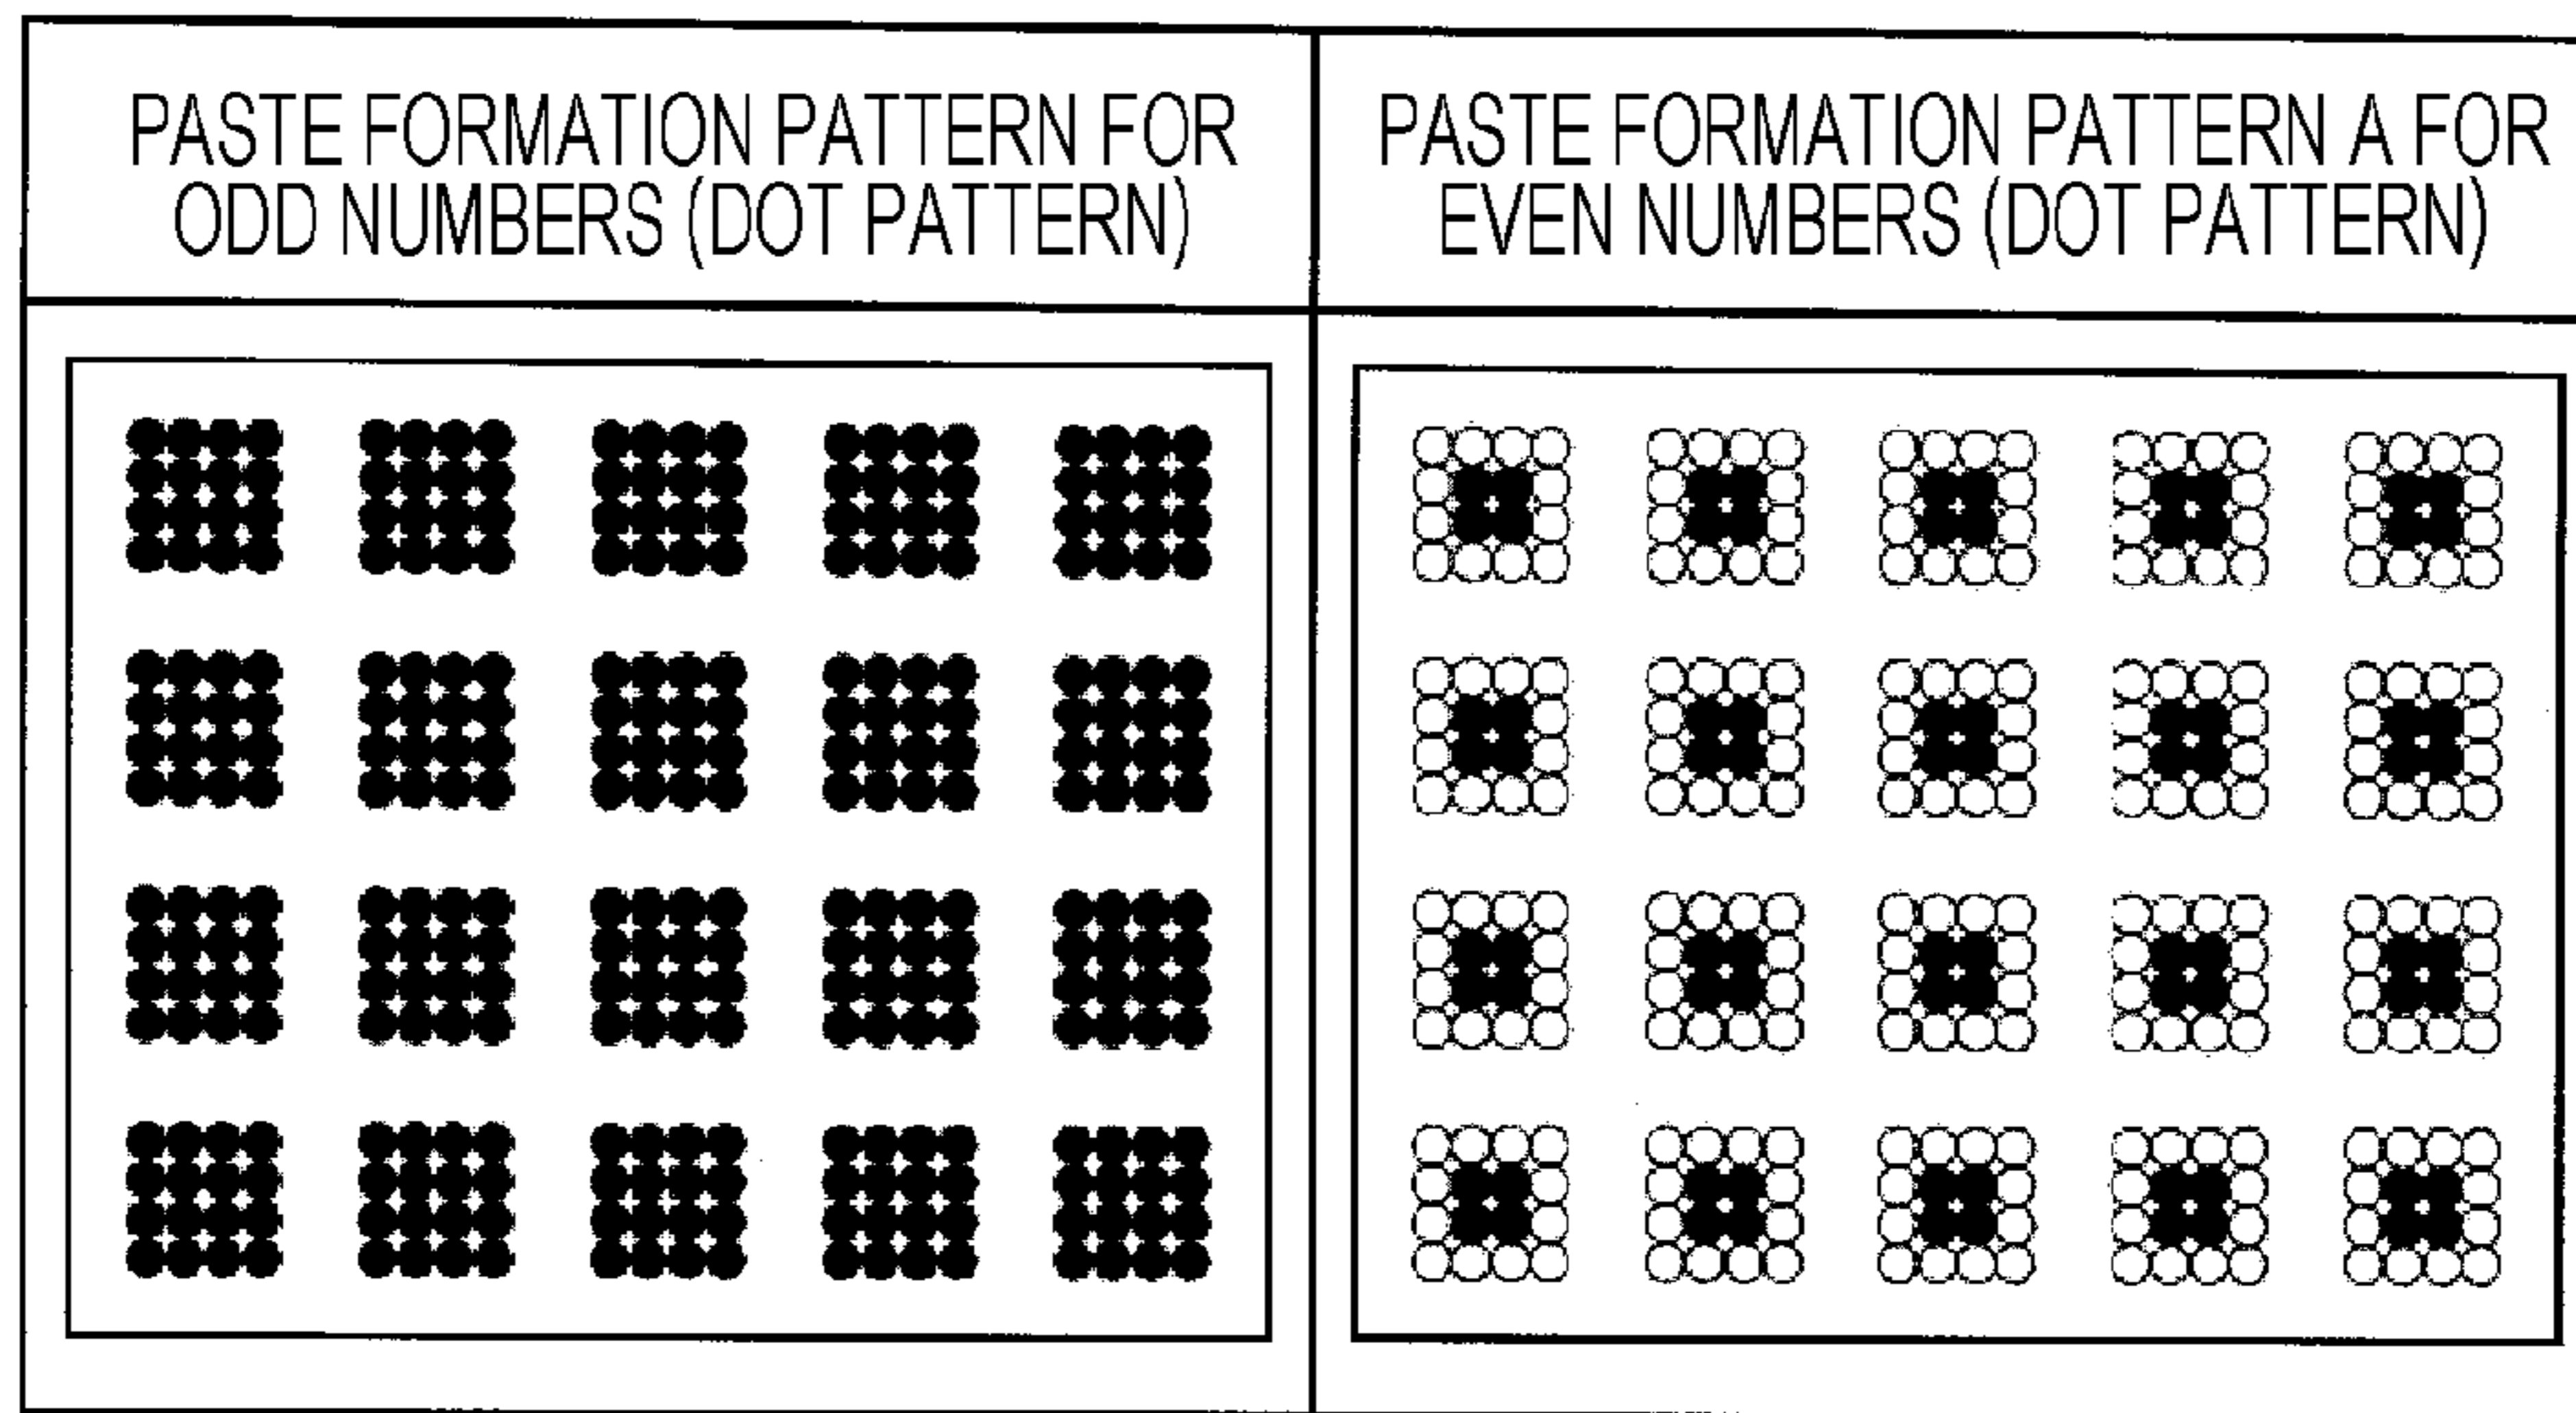 PASTE FORMATION PATTERN FOR
ODD NUMBERS (DOT PATTERN)
PASTE FORMATION PATTERN A FOR
EVEN NUMBERS (DOT PATTERN)